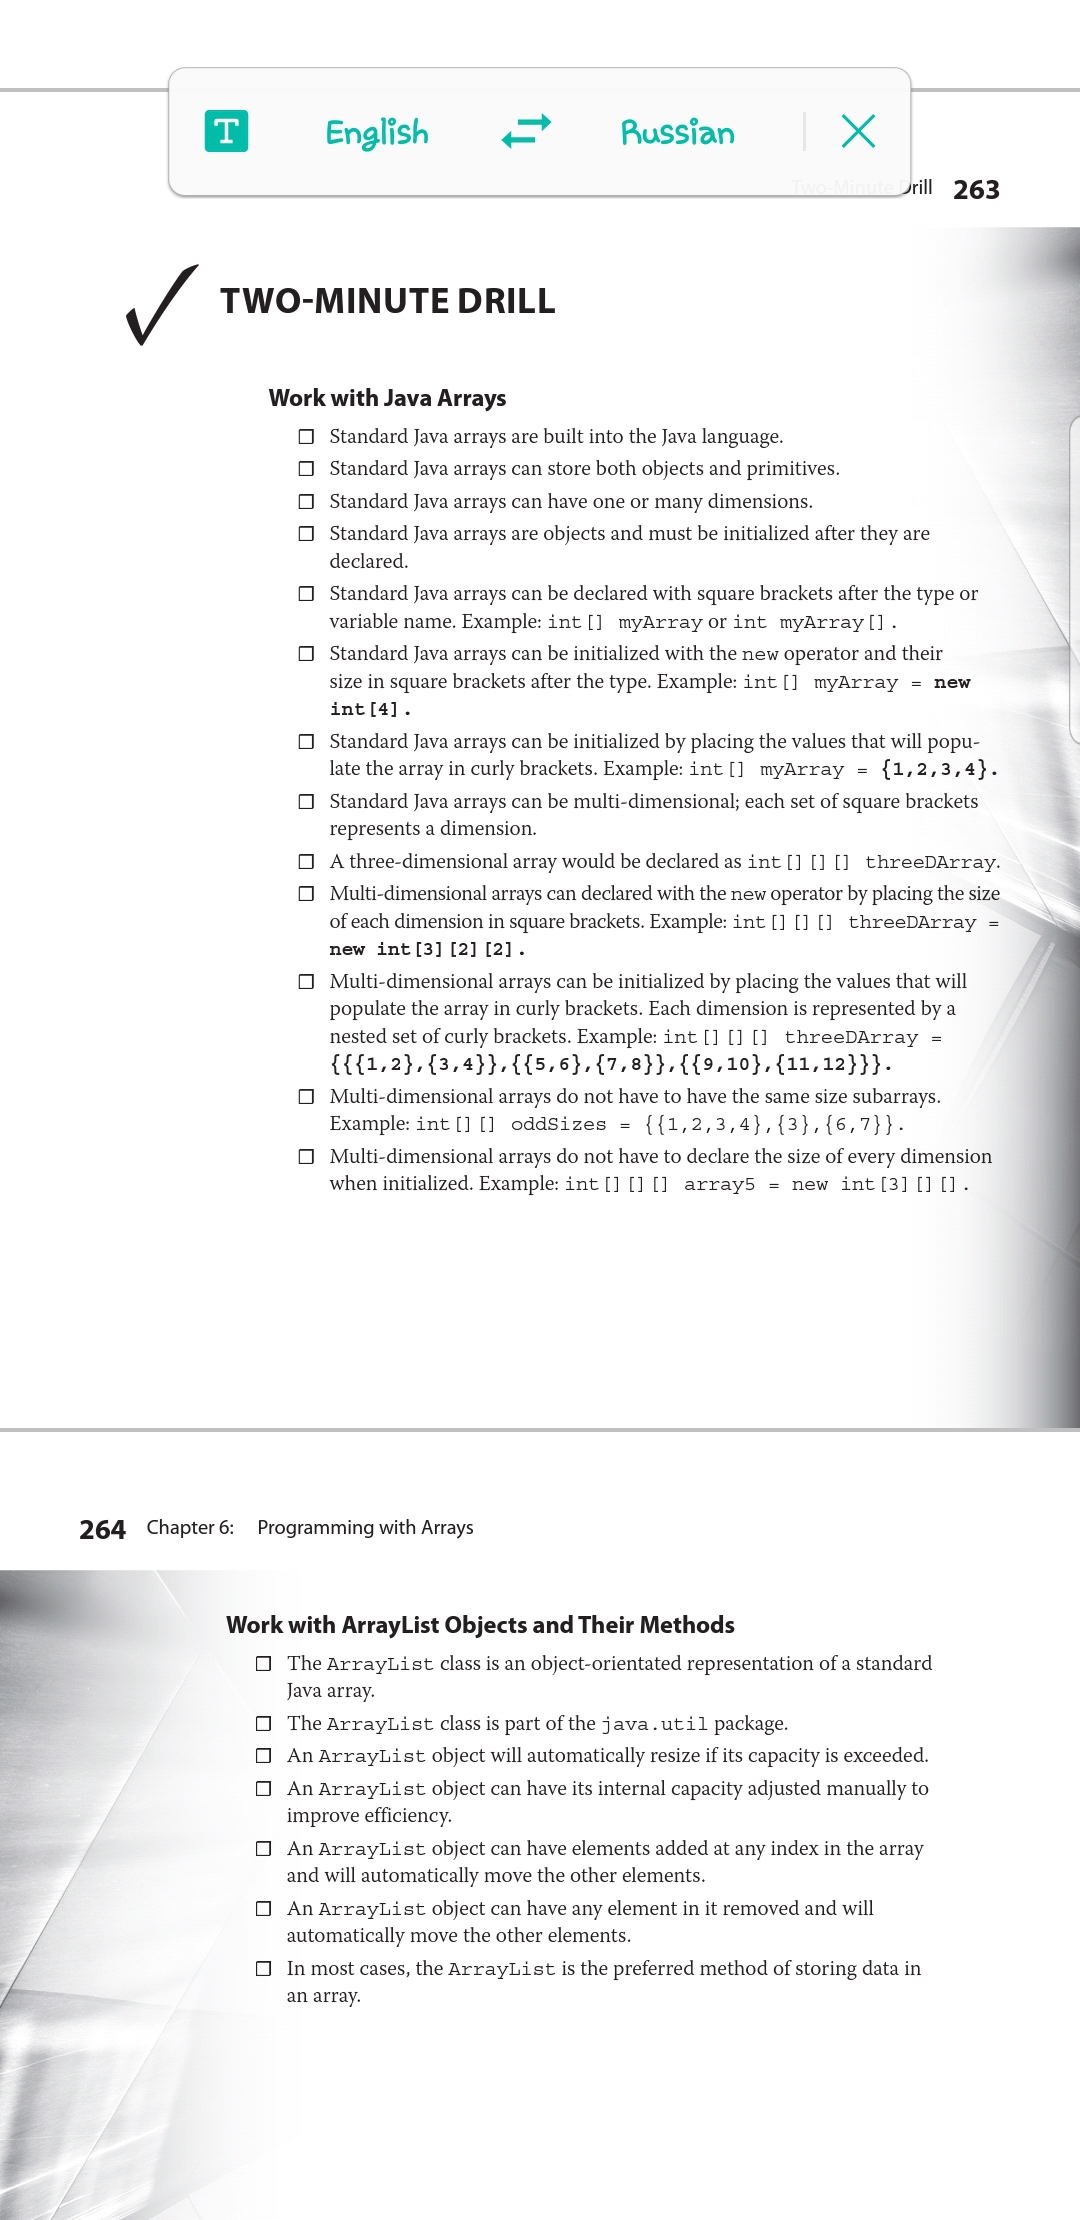 English
Russian
Two-Minute Drill 263
TWO-MINUTE DRILL
Work with Java Arrays
Standard Java arrays are built into the Java language.
Standard Java arrays can store both objects and primitives.
Standard Java arrays can have one or many dimensions.
Standard Java arrays are objects and must be initialized after they are
declared.
Standard Java arrays can be declared with square brackets after the type or
variable name. Example: int[] myArray or int myArray[].
Standard Java arrays can be initialized with the new operator and their
size in square brackets after the type. Example: int[] myArray = new
int[4].
Standard Java arrays can be initialized by placing the values that will popu-
late the array in curly brackets. Example: int[] myArray = {1,2,3,4}.
Standard Java arrays can be multi-dimensional; each set of square brackets
represents a dimension.
A three-dimensional array would be declared as int[][][] threeDArray.
Multi-dimensional arrays can declared with the new operator by placing the size
of each dimension in square brackets. Example: int[][][] threeDArray =
new int[3][2][2].
Multi-dimensional arrays can be initialized by placing the values that will
populate the array in curly brackets. Each dimension is represented by a
nested set of curly brackets. Example: int[][][] threeDArray =
{{{1,2},{3,4}},{{5,6},{7,8}},{{9,10},{11,12}}}.
Multi-dimensional arrays do not have to have the same size subarrays.
Example: int[][] oddSizes = {{1,2,3,4},{3},{6,7}}.
Multi-dimensional arrays do not have to declare the size of every dimension
when initialized. Example: int[][][] array5 = new int[3][][].
264 Chapter 6: Programming with Arrays
Work with ArrayList Objects and Their Methods
The ArrayList class is an object-orientated representation of a standard
Java array.
The ArrayList class is part of the java.util package.
An ArrayList object will automatically resize if its capacity is exceeded.
An ArrayList object can have its internal capacity adjusted manually to
improve efficiency.
An ArrayList object can have elements added at any index in the array
and will automatically move the other elements.
An ArrayList object can have any element in it removed and will
automatically move the other elements.
In most cases, the ArrayList is the preferred method of storing data in
an array.